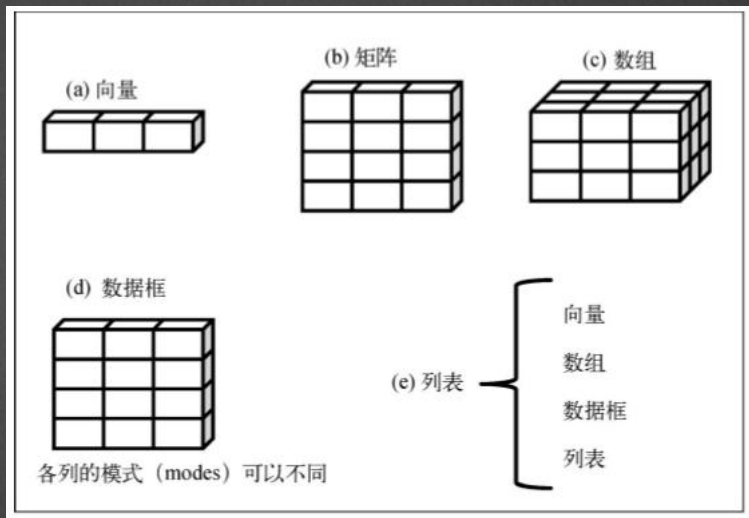 (a) 向量
(b) 矩阵
(c) 数组
(d) 数据框
各列的模式（modes）可以不同
(e) 列表
向量
数组
数据框
列表